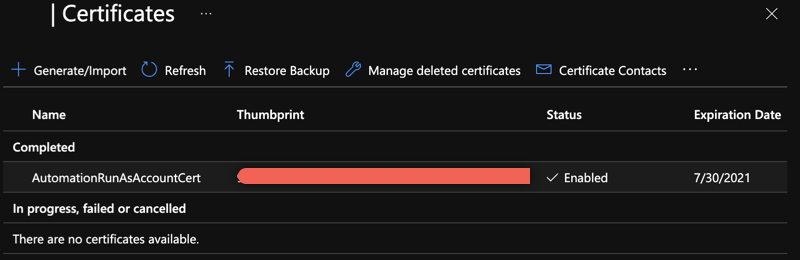 | Certificates ...
Generate/Import Refresh Restore Backup Manage deleted certificates Certificate Contacts ...
Name Thumbprint Status Expiration Date
Completed
AutomationRunAsAccountCert Enabled 7/30/2021
In progress, failed or cancelled
There are no certificates available.